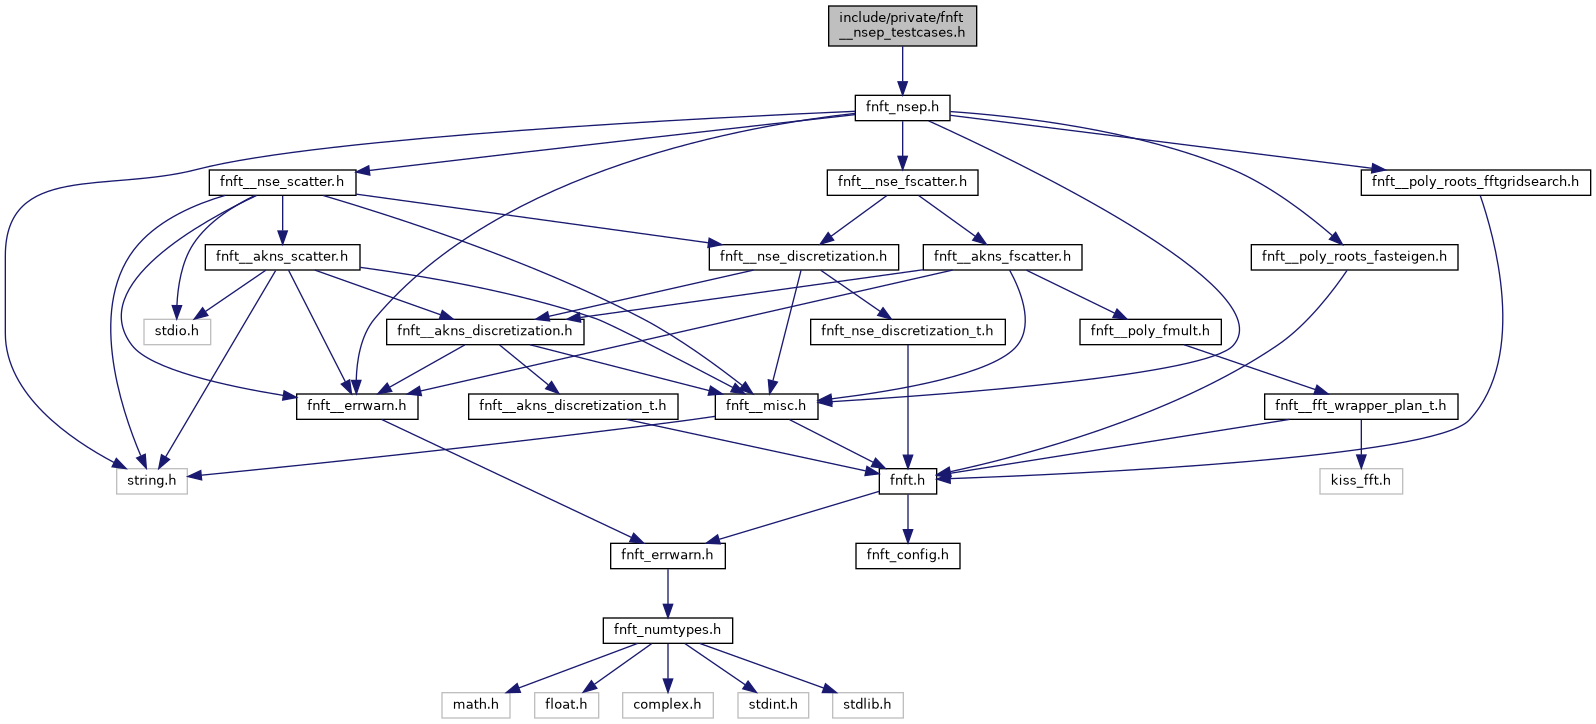 include/private/fnft
__nsep_testcases.h
fnft_nsep.h
fnft__nse_scatter.h
fnft__nse_fscatter.h
fnft__poly_roots_fftgridsearch.h
fnft__akns_scatter.h
fnft__nse_discretization.h
fnft__akns_fscatter.h
fnft__poly_roots_fasteigen.h
stdio.h
fnft__akns_discretization.h
fnft_nse_discretization_t.h
fnft__poly_fmult.h
fnft__errwarn.h
fnft__akns_discretization_t.h
fnft__misc.h
fnft__fft_wrapper_plan_t.h
string.h
fnft.h
kiss_fft.h
fnft_errwarn.h
fnft_config.h
fnft_numtypes.h
math.h
float.h
complex.h
stdint.h
stdlib.h